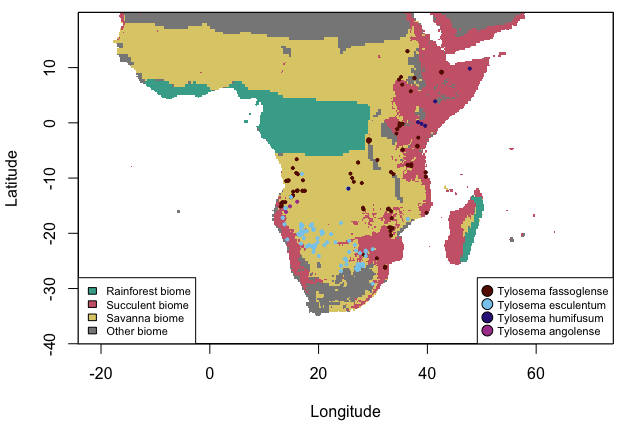 10
0
-10
-20
-30
-40
Latitude
Rainforest biome
Succulent biome
Savanna biome
Other biome
Tylosema fassoglense
Tylosema esculentum
Tylosema humifusum
Tylosema angolense
-20
0
20
40
60
Longitude